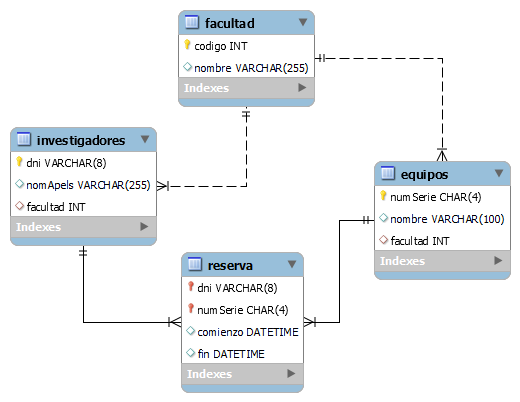 facultad
codigo INT
nombre VARCHAR(255)
Indexes
investigadores
dni VARCHAR(8)
nomApels VARCHAR(255)
facultad INT
Indexes
equipos
numSerie CHAR(4)
nombre VARCHAR(100)
facultad INT
Indexes
reserva
dni VARCHAR(8)
numSerie CHAR(4)
comienzo DATETIME
fin DATETIME
Indexes